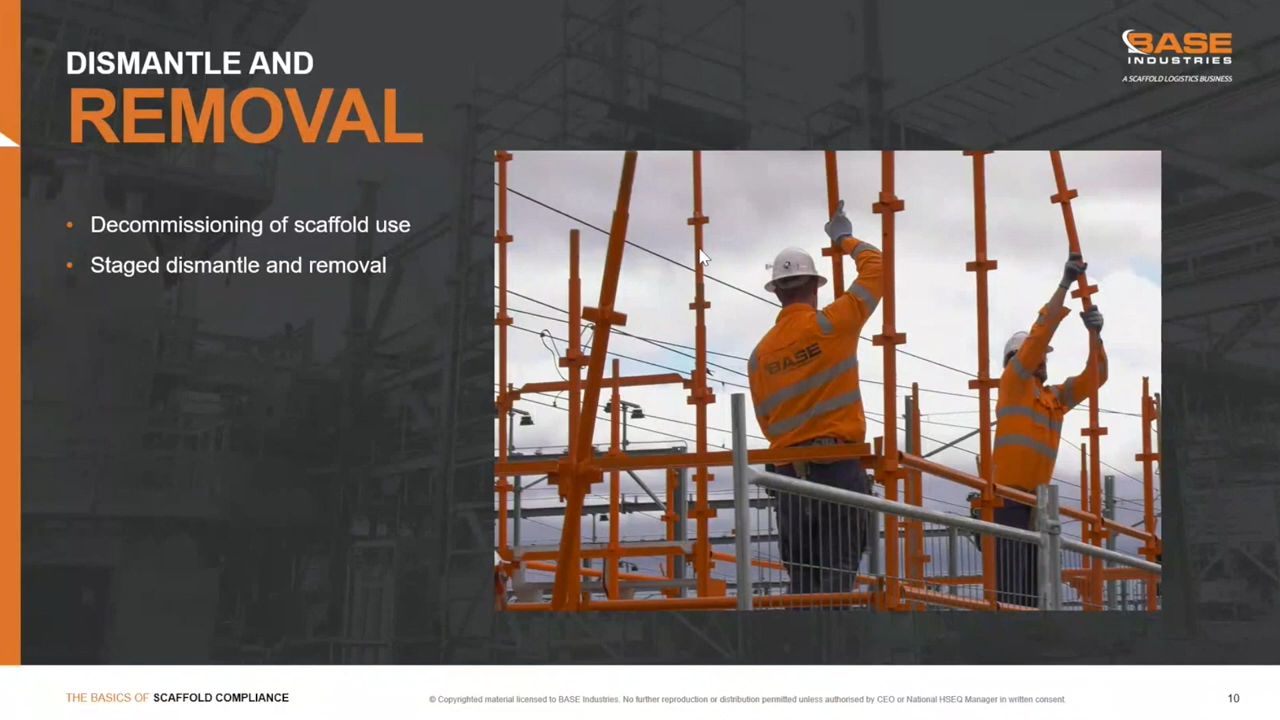 DISMANTLE AND
REMOVAL
BASE
INDUSTRIES
A SCAFFOLD LOGISTICS BUSINESS
• Decommissioning of scaffold use
• Staged dismantle and removal
BASE
THE BASICS OF SCAFFOLD COMPLIANCE
© Copyrighted material licensed to BASE Industries. No further reproduction or distribution permitted unless authorised by CEO or National HSEQ Manager in written consent.
10